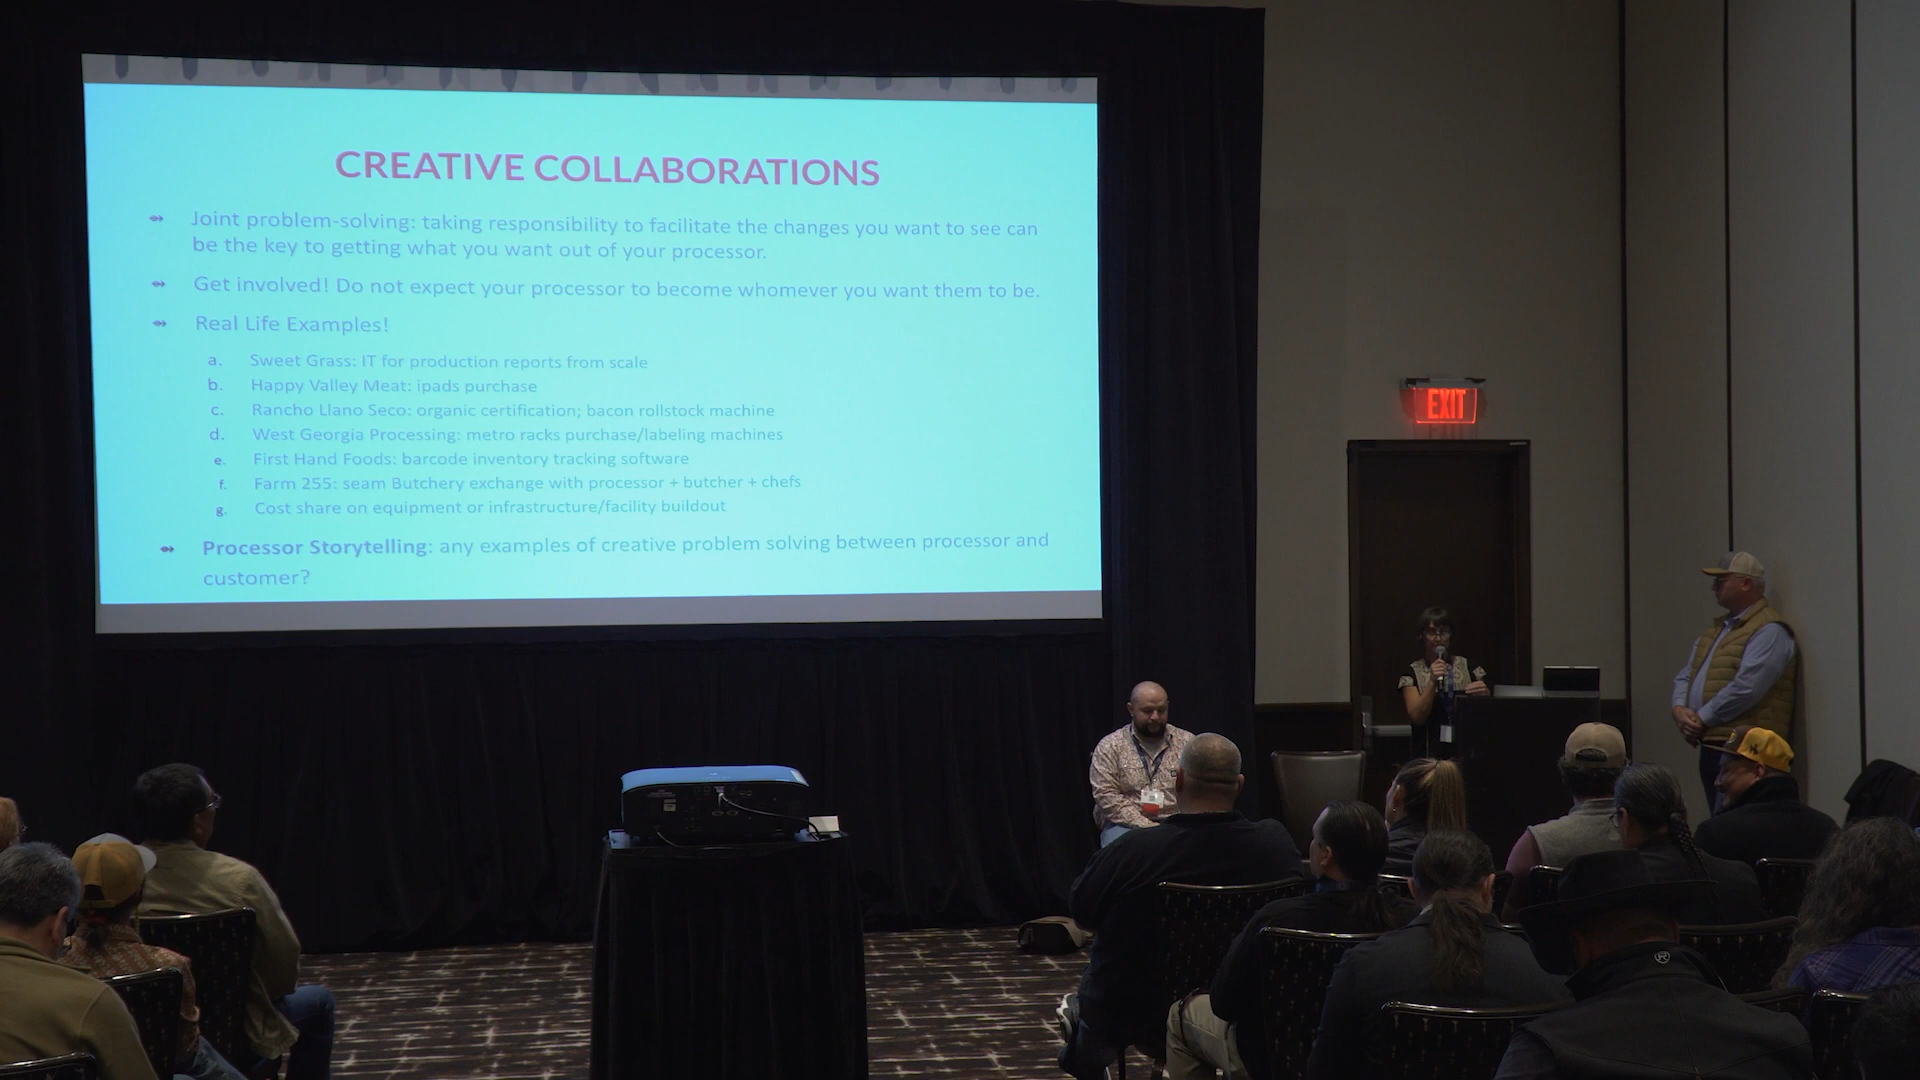 CREATIVE COLLABORATIONS
Joint problem-solving: taking responsibility to facilitate the changes you want to see can
be the key to getting what you want out of your processor.
Get involved! Do not expect your processor to become whomever you want them to be.
Real Life Examples!
a. Sweet Grass: IT for production reports from scale
b. Happy Valley Meat: ipads purchase
c. Rancho Llano Seco: organic certification; bacon rollstock machine
d. West Georgia Processing: metro racks purchase/labeling machines
e. First Hand Foods: barcode inventory tracking software
f. Farm 255: seam Butchery exchange with processor + butcher + chefs
g. Cost share on equipment or infrastructure/facility buildout
Processor Storytelling: any examples of creative problem solving between processor and
customer?
EXIT